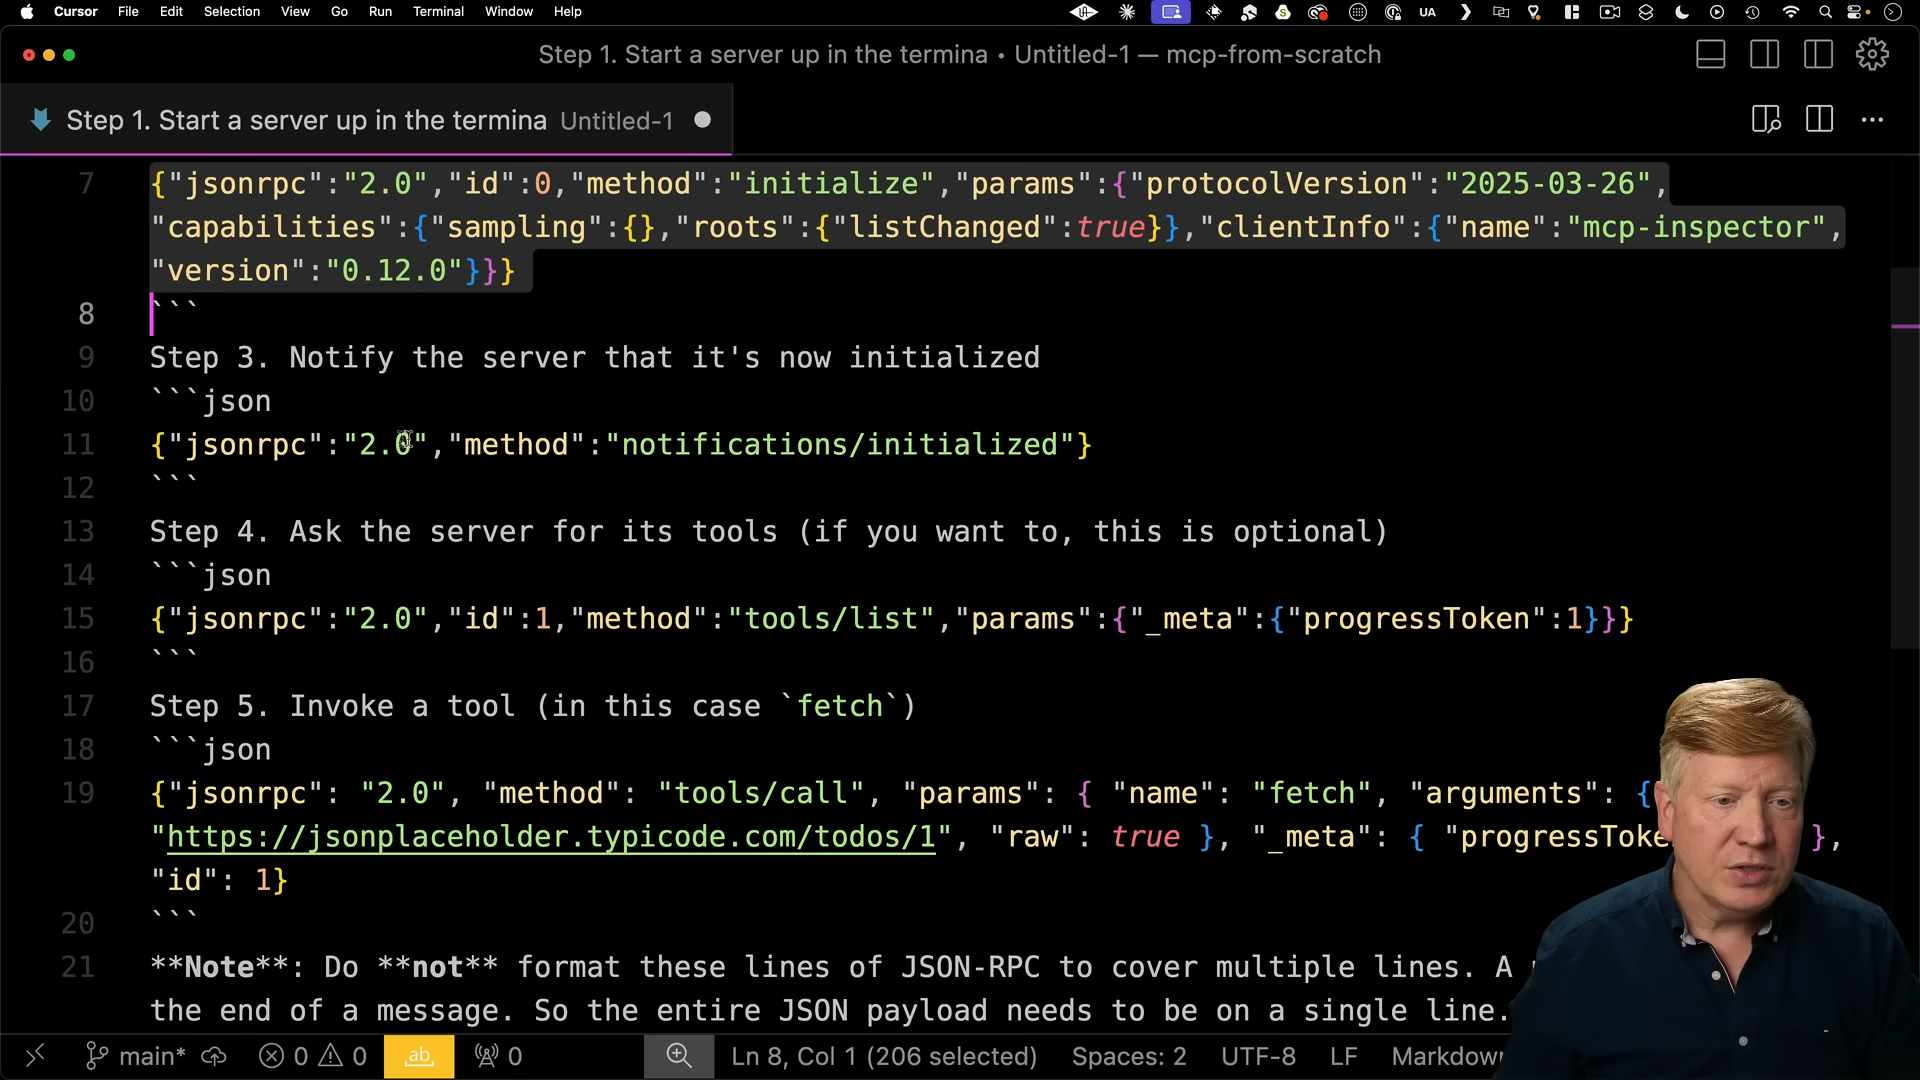 Cursor File Edit Selection View Go Run Terminal Window Help
UA
Step 1. Start a server up in the termina • Untitled-1 — mcp-from-scratch
Step 1. Start a server up in the termina Untitled-1
7 {"jsonrpc":"2.0","id":0,"method":"initialize","params":{"protocolVersion":"2025-03-26",
"capabilities":{"sampling":{},"roots":{"listChanged":true}},"clientInfo":{"name":"mcp-inspector",
"version":"0.12.0"}}}
8 ```
9 Step 3. Notify the server that it's now initialized
10 ```json
11 {"jsonrpc":"2.0","method":"notifications/initialized"}
12 ```
13 Step 4. Ask the server for its tools (if you want to, this is optional)
14 ```json
15 {"jsonrpc":"2.0","id":1,"method":"tools/list","params":{"_meta":{"progressToken":1}}}
16 ```
17 Step 5. Invoke a tool (in this case `fetch`)
18 ```json
19 {"jsonrpc": "2.0", "method": "tools/call", "params": { "name": "fetch", "arguments": {
"https://jsonplaceholder.typicode.com/todos/1", "raw": true }, "_meta": { },
"id": 1}
20 ```
21 **Note**: Do **not** format these lines of JSON-RPC to cover multiple lines. A
the end of a message. So the entire JSON payload needs to be on a single line.
main* 0 0 ab 0 Ln 8, Col 1 (206 selected) Spaces: 2 UTF-8 LF